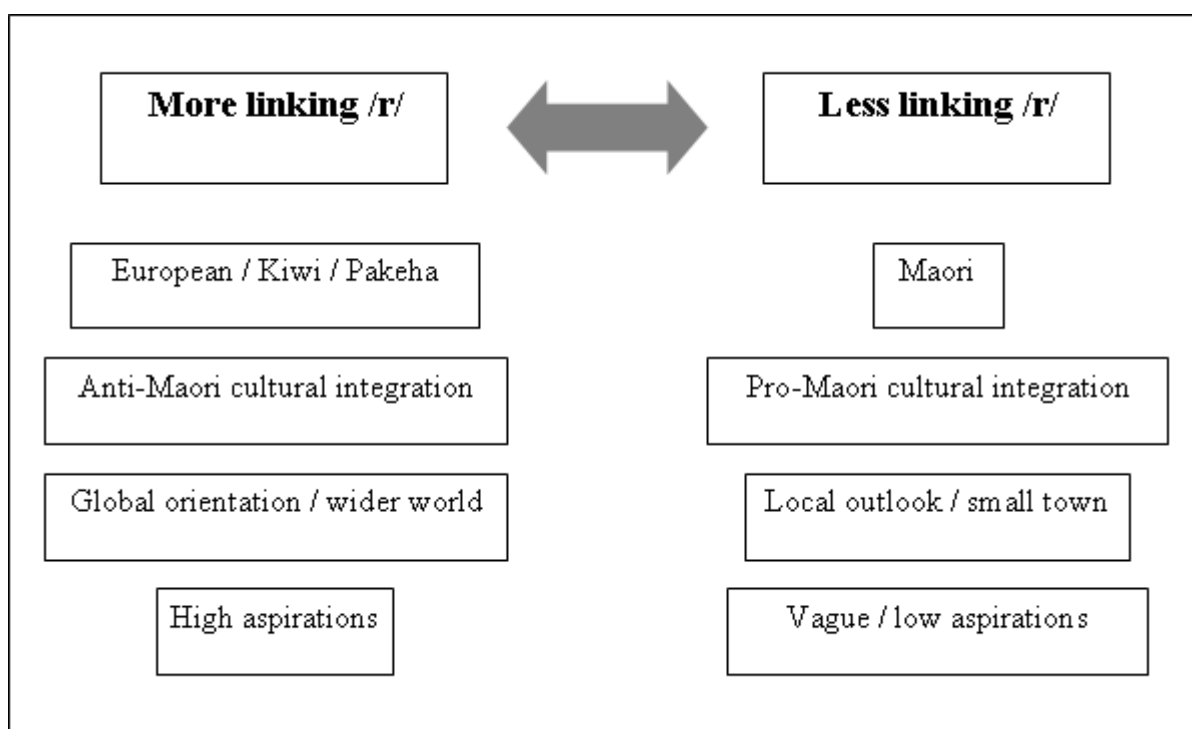 More linking /r/
Less linking /r/
European / Kiwi / Pakeha
Maori
Anti-Maori cultural integration
Pro-Maori cultural integration
Global orientation / wider world
Local outlook / small town
High aspirations
Vague / low aspirations